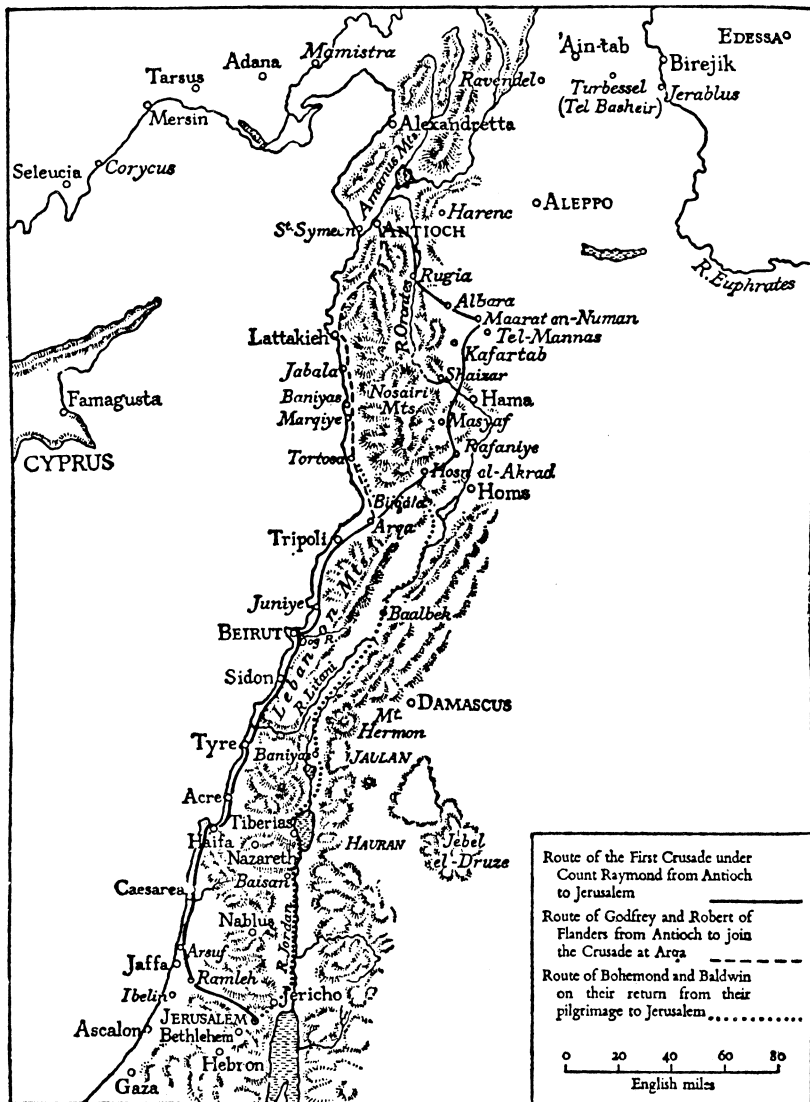 Mamistra
Adana
Tarsus
Mersin
Seleucia
Corycus
'Ain-tab
EDESSA
Birejik
Ravendel
Turbessel
(Tel Basheir)
Jerablus
Alexandretta
Amanus Mts.
Harenc
ALEPPO
St. Symeon
ANTIOCH
R. Euphrates
Rugia
Albara
Maarat an-Numan
Tel-Mannas
Kafartab
R. Orontes
Lattakieh
Jabala
Shaizar
Baniyas
Nosairi
Mts.
Hama
Marqiye
Masyaf
Famagusta
CYPRUS
Tortosa
Rafaniye
Hosn al-Akrad
Homs
Arqa
Tripoli
Juniye
Lebanon Mts.
Baalbek
BEIRUT
Sidon
R. Litani
DAMASCUS
Mt.
Hermon
Tyre
Baniyas
JAULAN
Acre
Haifa
Tiberias
Nazareth
HAURAN
Jebel
el-Druze
Baisan
Caesarea
Nablus
R. Jordan
Arsuf
Jaffa
Ramleh
Ibelin
Jericho
JERUSALEM
Ascalon
Bethlehem
Hebron
Gaza
Route of the First Crusade under
Count Raymond from Antioch
to Jerusalem
Route of Godfrey and Robert of
Flanders from Antioch to join
the Crusade at Arqa
Route of Bohemond and Baldwin
on their return from their
pilgrimage to Jerusalem
0 20 40 60 80
English miles